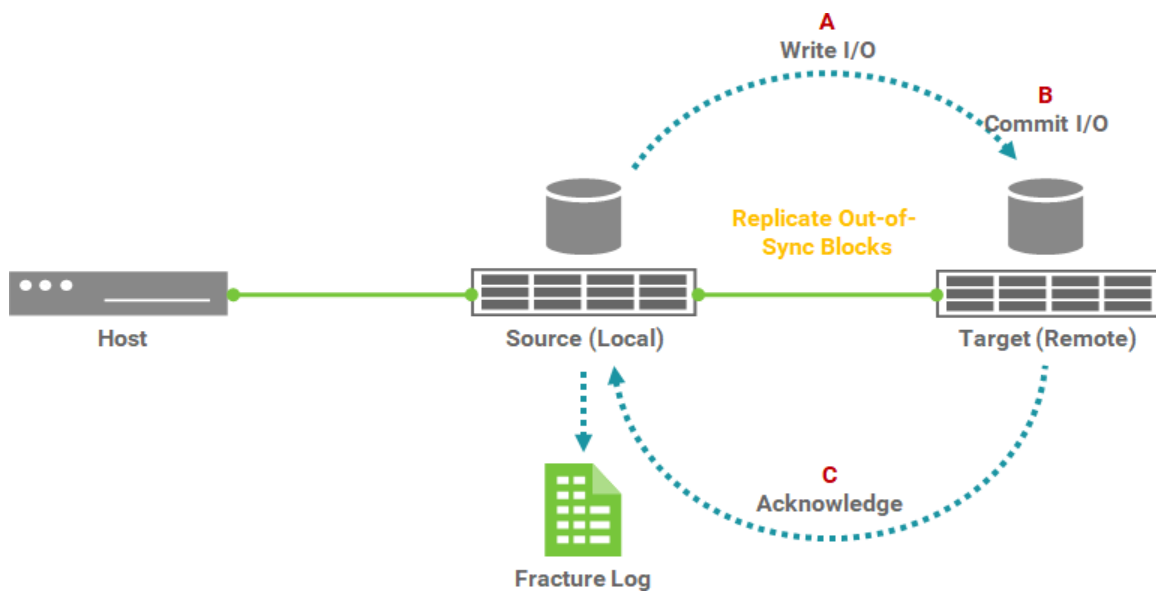 A
Write I/O
B
Commit I/O
Replicate Out-of-
Sync Blocks
Host
Source (Local)
Target (Remote)
C
Acknowledge
Fracture Log